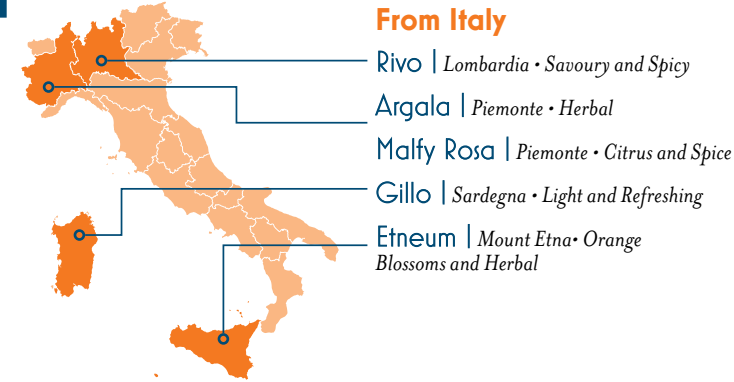 From Italy
Rivo | Lombardia • Savoury and Spicy
Argala | Piemonte • Herbal
Malfy Rosa | Piemonte • Citrus and Spice
Gillo | Sardegna • Light and Refreshing
Etneum | Mount Etna• Orange
Blossoms and Herbal